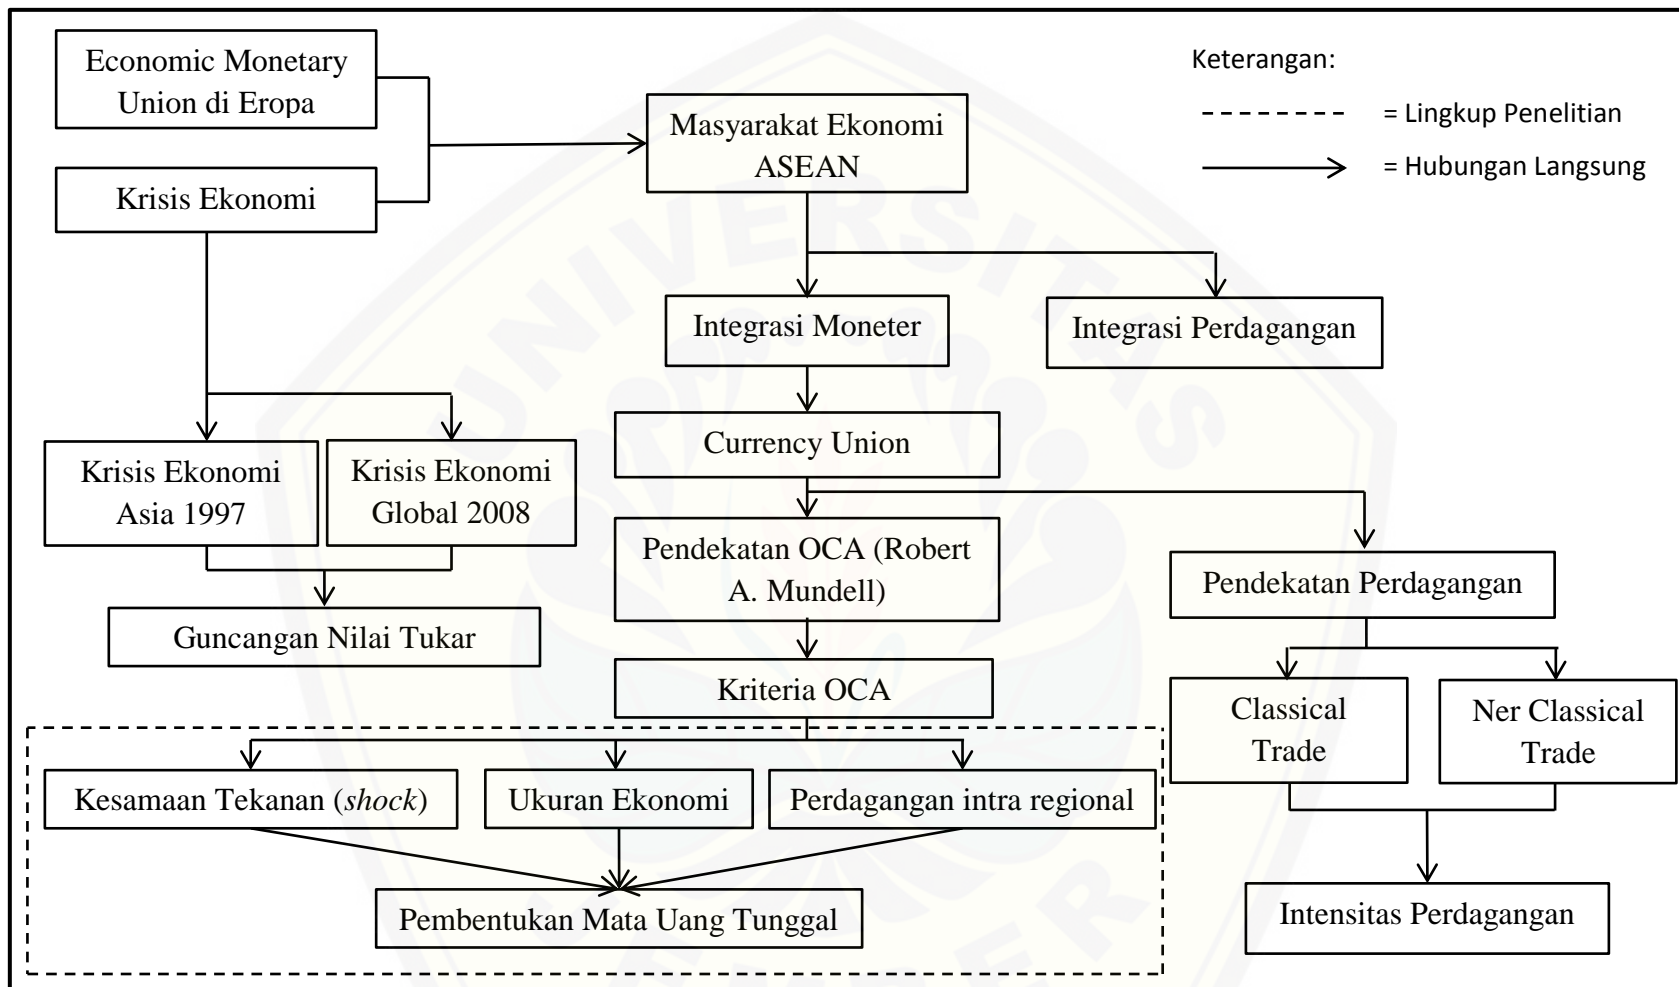 Economic Monetary
Union di Eropa
Krisis Ekonomi
Masyarakat Ekonomi
ASEAN
Keterangan:
= Lingkup Penelitian
= Hubungan Langsung
Integrasi Moneter
Integrasi Perdagangan
Currency Union
Krisis Ekonomi
Asia 1997
Krisis Ekonomi
Global 2008
Guncangan Nilai Tukar
Pendekatan OCA (Robert
A. Mundell)
Pendekatan Perdagangan
Kriteria OCA
Classical
Trade
Ner Classical
Trade
Kesamaan Tekanan (shock)
Ukuran Ekonomi
Perdagangan intra regional
Pembentukan Mata Uang Tunggal
Intensitas Perdagangan
UNIVERSITAS